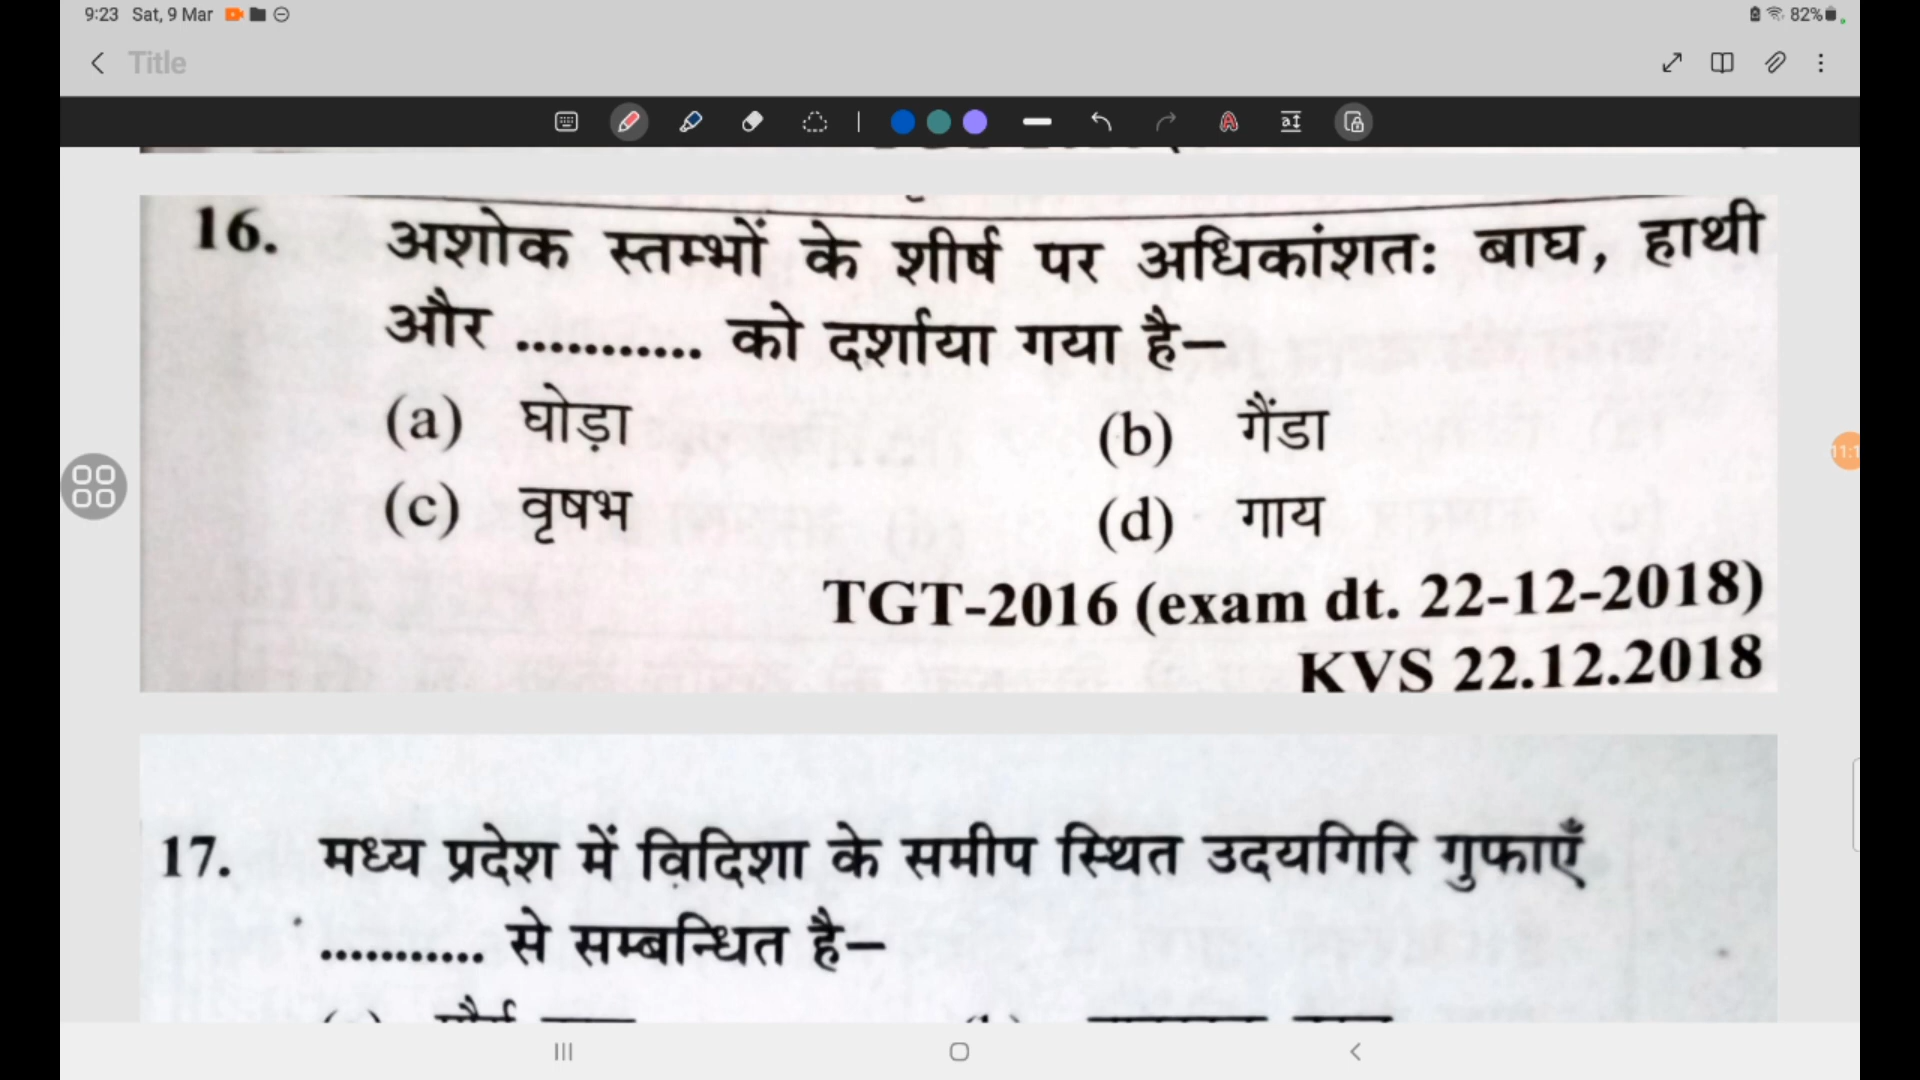 9:23 Sat, 9 Mar
82%
Title
16. अशोक स्तम्भों के शीर्ष पर अधिकांशत: बाघ, हाथी
और ........... को दर्शाया गया है–
(a) घोड़ा (b) गैंडा
(c) वृषभ (d) गाय
TGT-2016 (exam dt. 22-12-2018)
KVS 22.12.2018
17. मध्य प्रदेश में विदिशा के समीप स्थित उदयगिरि गुफाएँ
........... से सम्बन्धित है–